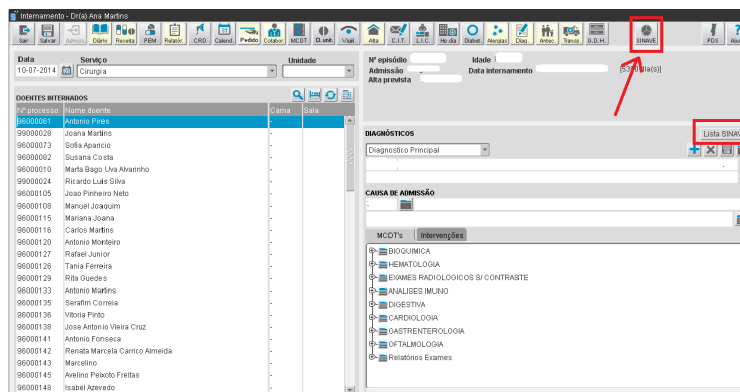 Internamento - Dr(a) Ana Martins
Sair Salvar Admiss Diário Receita PEM Relatór. CRD Calend. Pedido Colabor. MCDT D. unit. Vigil. Alta C.I.T. L.I.C. Hp.dia Diabet. Alergias Diag. Antec. Transp. G.D.H. SINAVE PDS
Data Serviço Unidade
10-07-2014 Cirurgia
Nº episódio Idade
Admissão Data internamento
Alta prevista
DOENTES INTERNADOS
Nº processo Nome doente Cama Sala
86000061 Antonio Pires -
99000028 Joana Martins -
96000073 Sofia Aparicio -
96000082 Susana Costa -
96000010 Marta Bago Uva Alvarinho -
99000024 Ricardo Luis Silva -
96000105 Joao Pinheiro Neto -
96000108 Manuel Joaquim -
96000115 Mariana Joana -
96000116 Carlos Martins -
96000120 Antonio Monteiro -
96000127 Rafael Junior -
96000126 Tania Ferreira -
96000129 Rita Guedes -
96000133 Antonio Martins -
96000135 Serafim Correia -
96000136 Vitoria Pinto -
96000138 Jose Antonio Vieira Cruz -
96000141 Antonio Fonseca -
96000142 Renata Marcela Carrico Almeida -
96000143 Marcelino -
96000145 Avelino Peixoto Freitas -
96000148 Isabel Azevedo -
DIAGNÓSTICOS
Lista SINAV
Diagnostico Principal
CAUSA DE ADMISSÃO
MCDT's Intervenções
BIOQUIMICA
HEMATOLOGIA
EXAMES RADIOLOGICOS S/ CONTRASTE
ANALISES IMUNO
DIGESTIVA
CARDIOLOGIA
GASTRENTEROLOGIA
OFTALMOLOGIA
Relatórios Exames